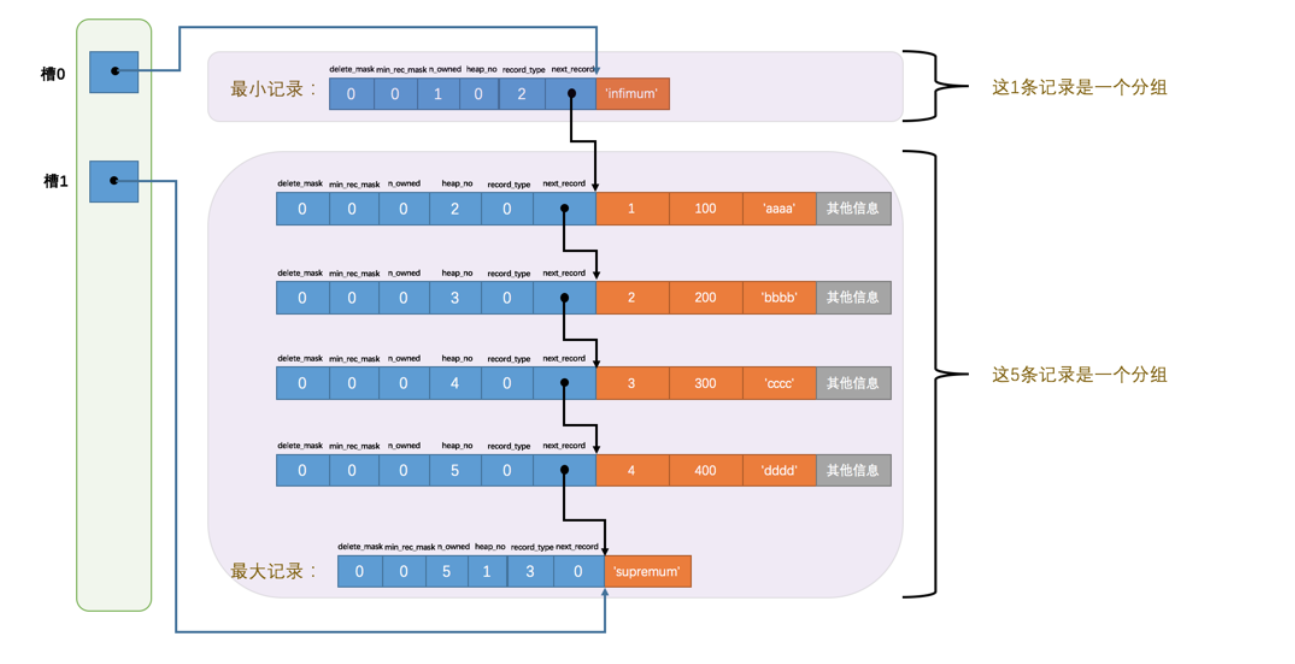 槽0
delete_mask min_rec_mask n_owned heap_no record_type next_record
最小记录： 0 0 1 0 2 'infimum'
这1条记录是一个分组
槽1
delete_mask min_rec_mask n_owned heap_no record_type next_record
0 0 0 2 0 1 100 'aaaa' 其他信息
delete_mask min_rec_mask n_owned heap_no record_type next_record
0 0 0 3 0 2 200 'bbbb' 其他信息
delete_mask min_rec_mask n_owned heap_no record_type next_record
0 0 0 4 0 3 300 'cccc' 其他信息
这5条记录是一个分组
delete_mask min_rec_mask n_owned heap_no record_type next_record
0 0 0 5 0 4 400 'dddd' 其他信息
delete_mask min_rec_mask n_owned heap_no record_type next_record
最大记录： 0 0 5 1 3 0 'supremum'